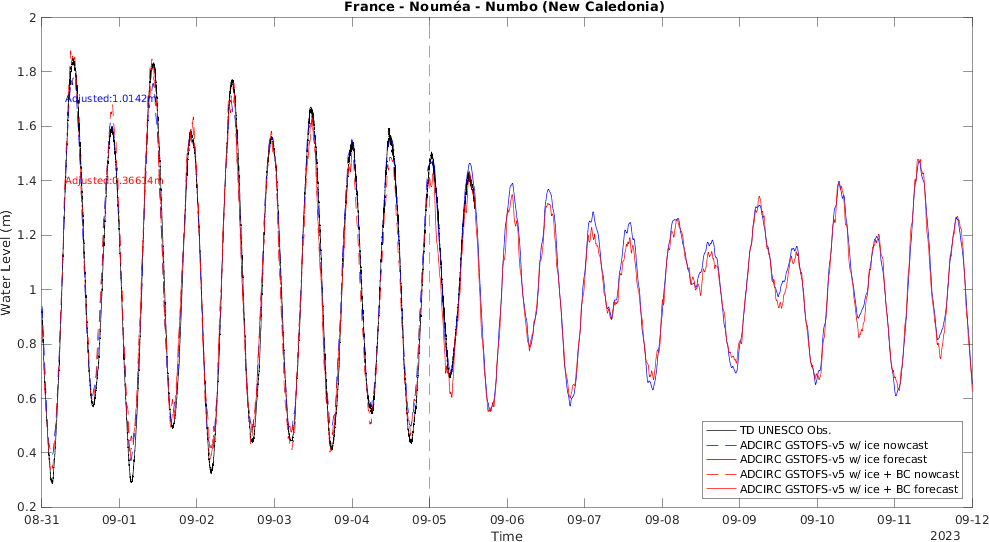 France - Nouméa - Numbo (New Caledonia)
2
1.8
1.6
1.4
1.2
1
0.8
0.6
0.4
0.2
Water Level (m)
Adjusted:1.0142m
Adjusted:0.36614m
TD UNESCO Obs.
ADCIRC GSTOFS-v5 w/ ice nowcast
ADCIRC GSTOFS-v5 w/ ice forecast
ADCIRC GSTOFS-v5 w/ ice + BC nowcast
ADCIRC GSTOFS-v5 w/ ice + BC forecast
08-31 09-01 09-02 09-03 09-04 09-05 09-06 09-07 09-08 09-09 09-10 09-11 09-12
Time
2023